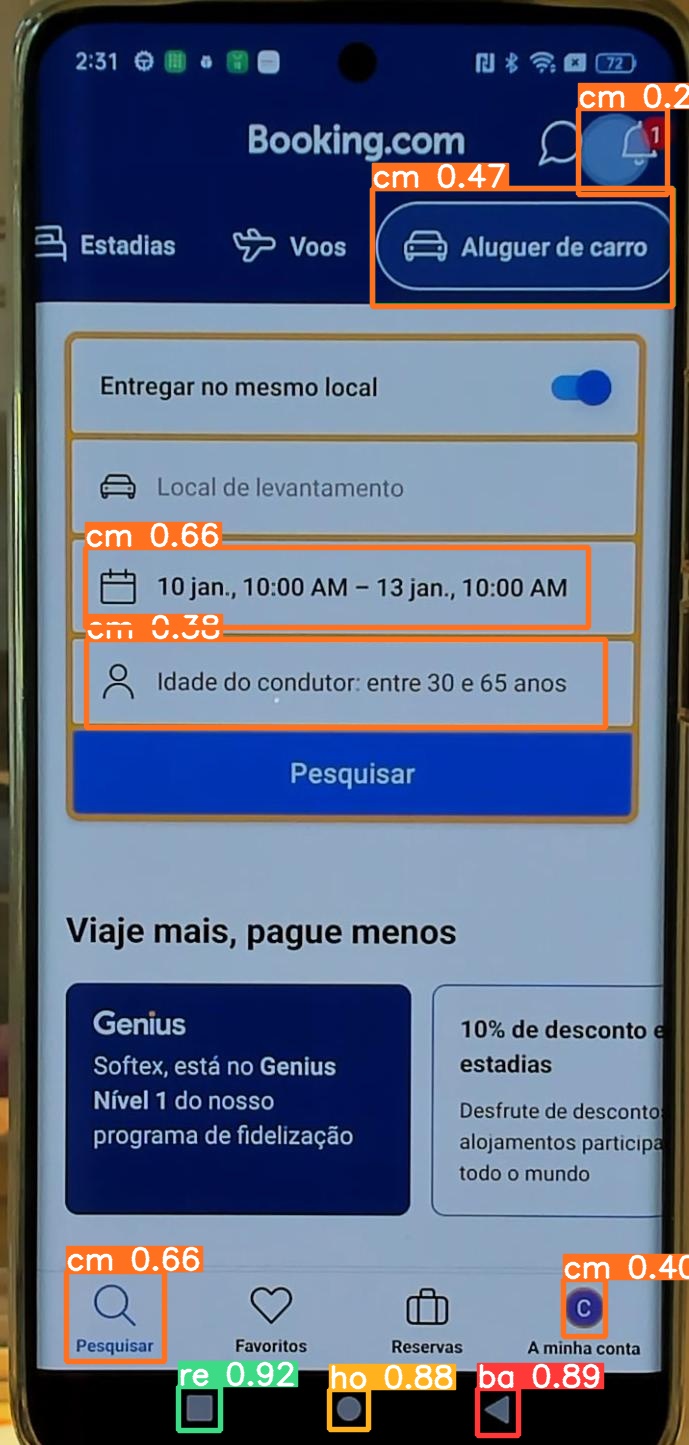 2:31
72
cm 0.2
Booking.com
1
cm 0.47
Estadias
Voos
Aluguer de carro
Entregar no mesmo local
Local de levantamento
cm 0.66
10 jan., 10:00 AM – 13 jan., 10:00 AM
cm 0.38
Idade do condutor: entre 30 e 65 anos
Pesquisar
Viaje mais, pague menos
Genius
Softex, está no Genius
Nível 1 do nosso
programa de fidelização
10% de desconto e
estadias
Desfrute de desconto
alojamentos participa
todo o mundo
cm 0.66
cm 0.40
C
Pesquisar
Favoritos
Reservas
A minha conta
re 0.92
ho 0.88
ba 0.89